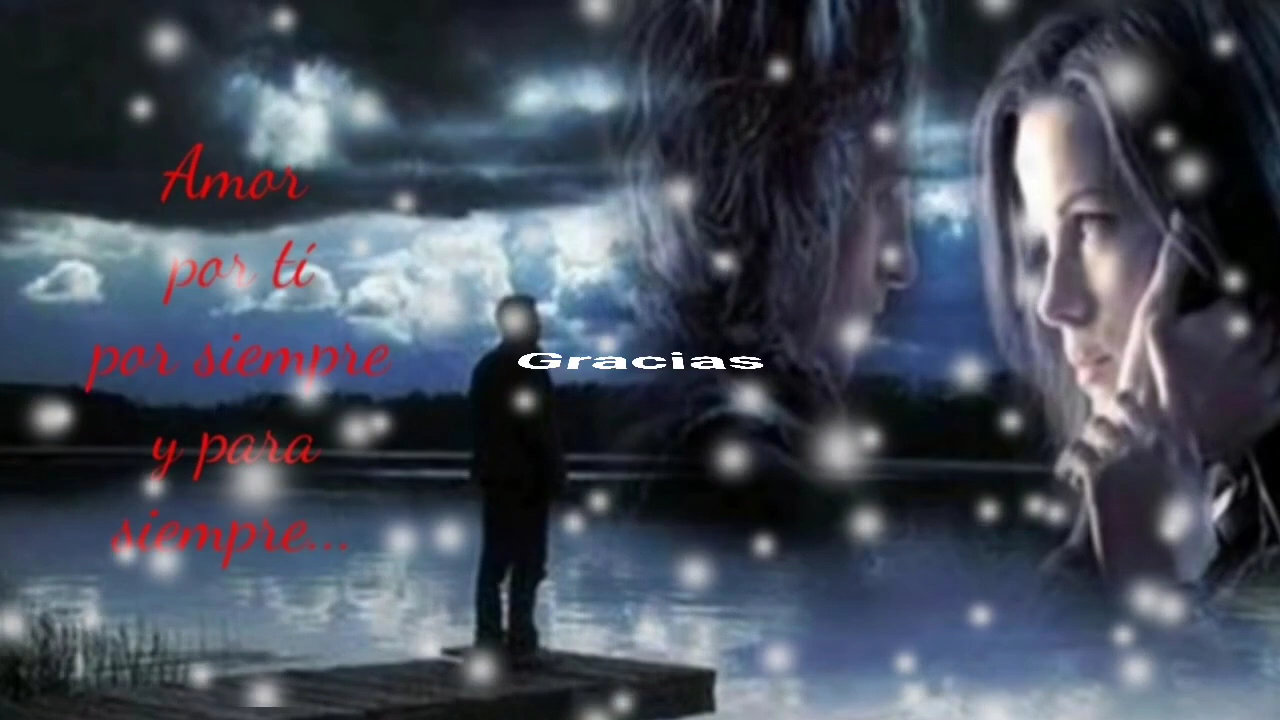 Amor
por tí
por siempre
Gracias
y para
siempre...